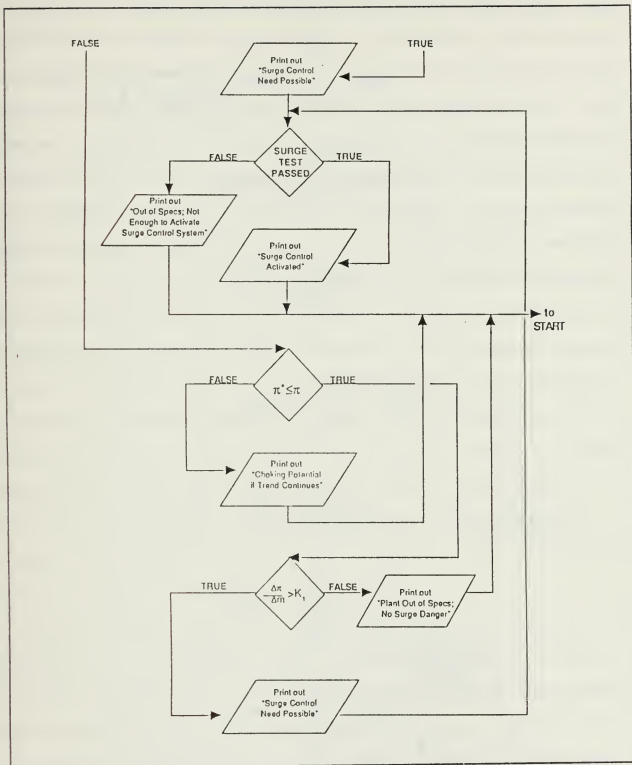 FALSE
TRUE
Print out
"Surge Control
Need Possible"
SURGE
TEST
PASSED
FALSE
TRUE
Print out
"Out of Specs; Not
Enough to Activate
Surge Control System"
Print out
"Surge Control
Activated"
to
START
π* ≤ π
FALSE
TRUE
Print out
"Choking Potential
if Trend Continues"
Δπ/Δṁ > K₁
TRUE
FALSE
Print out
"Plant Out of Specs;
No Surge Danger"
Print out
"Surge Control
Need Possible"